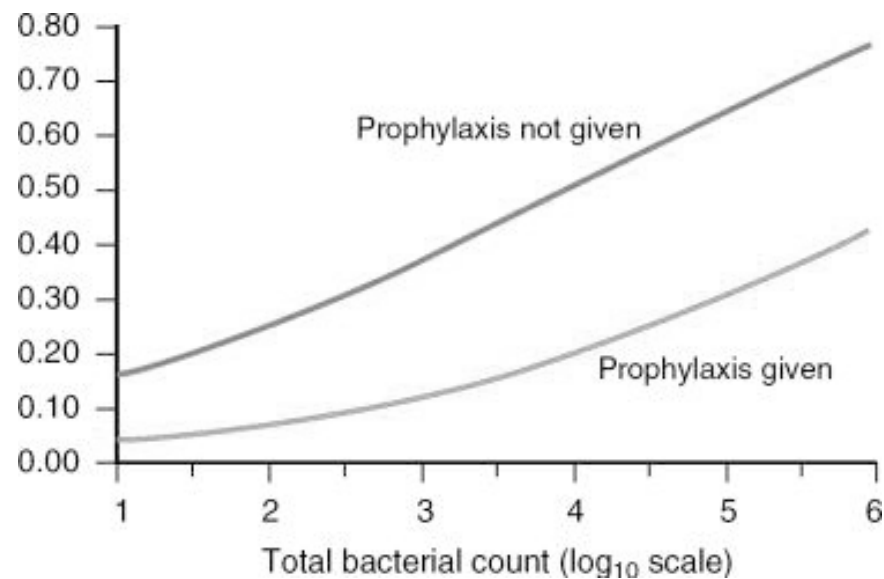 0.80
0.70
0.60
0.50
0.40
0.30
0.20
0.10
0.00
Prophylaxis not given
Prophylaxis given
1 2 3 4 5 6
Total bacterial count (log₁₀ scale)